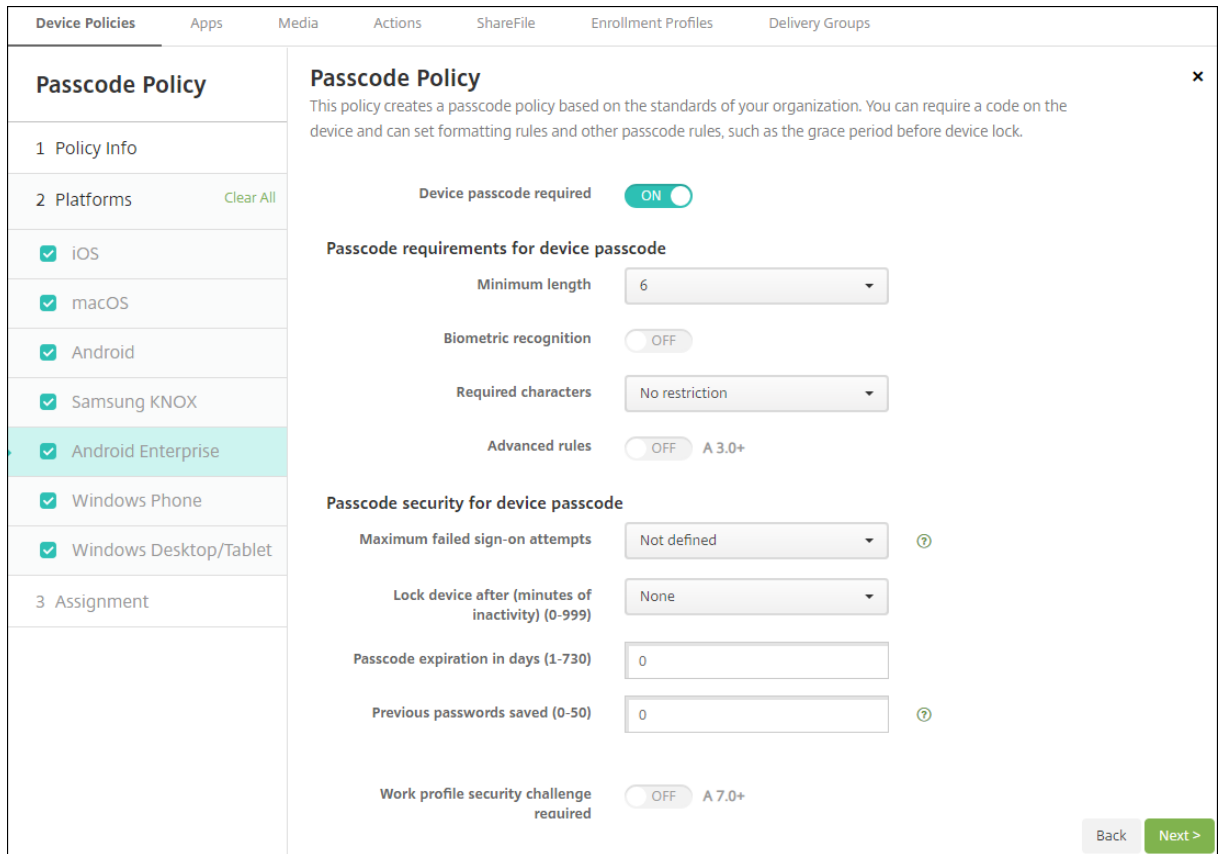 Device Policies Apps Media Actions ShareFile Enrollment Profiles Delivery Groups
Passcode Policy
1 Policy Info
2 Platforms Clear All
iOS
macOS
Android
Samsung KNOX
Android Enterprise
Windows Phone
Windows Desktop/Tablet
3 Assignment
Passcode Policy
This policy creates a passcode policy based on the standards of your organization. You can require a code on the
device and can set formatting rules and other passcode rules, such as the grace period before device lock.
Device passcode required ON
Passcode requirements for device passcode
Minimum length 6
Biometric recognition OFF
Required characters No restriction
Advanced rules OFF A 3.0+
Passcode security for device passcode
Maximum failed sign-on attempts Not defined
Lock device after (minutes of
inactivity) (0-999) None
Passcode expiration in days (1-730) 0
Previous passwords saved (0-50) 0
Work profile security challenge
required OFF A 7.0+
Back Next >